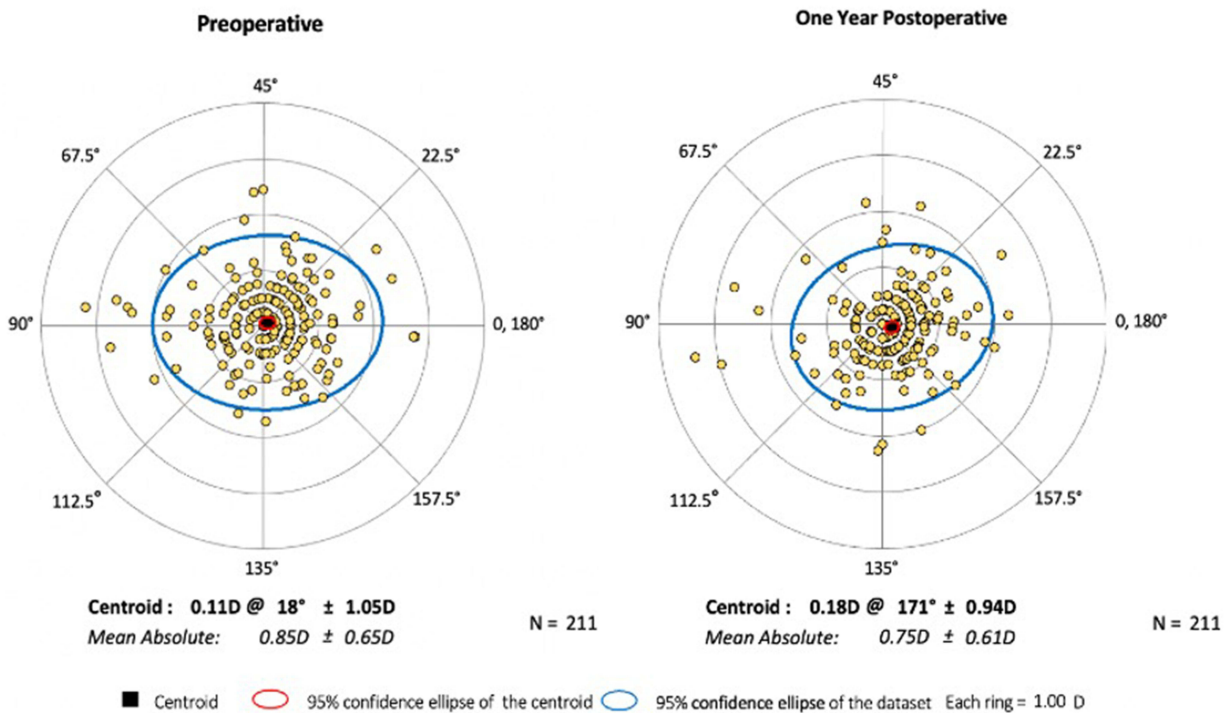 Preoperative
45°
67.5°
22.5°
90°
0, 180°
112.5°
157.5°
135°
Centroid : 0.11D @ 18° ± 1.05D
Mean Absolute: 0.85D ± 0.65D
N = 211
One Year Postoperative
45°
67.5°
22.5°
90°
0, 180°
112.5°
157.5°
135°
Centroid : 0.18D @ 171° ± 0.94D
Mean Absolute: 0.75D ± 0.61D
N = 211
Centroid 95% confidence ellipse of the centroid 95% confidence ellipse of the dataset Each ring = 1.00 D